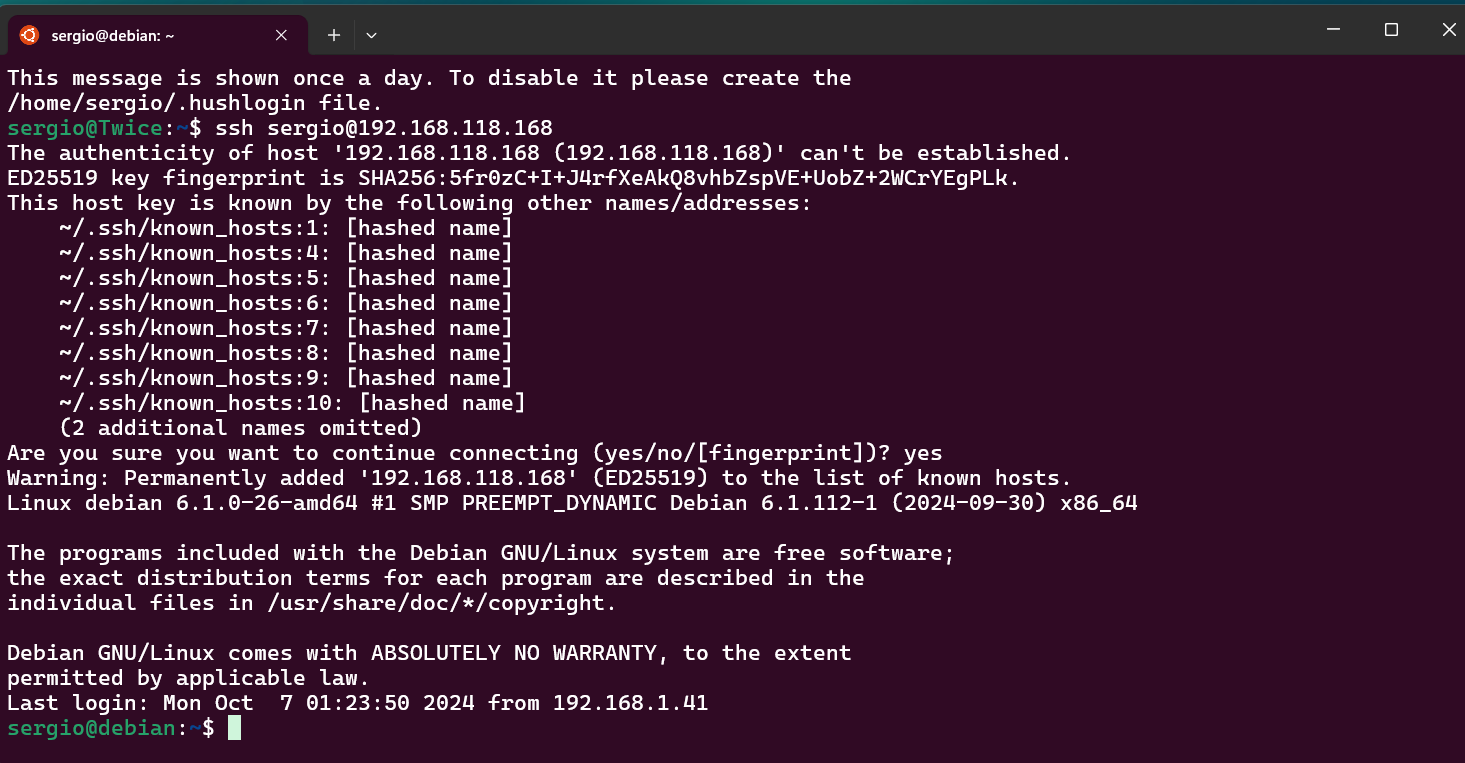 sergio@debian: ~
This message is shown once a day. To disable it please create the
/home/sergio/.hushlogin file.
sergio@Twice:~$ ssh sergio@192.168.118.168
The authenticity of host '192.168.118.168 (192.168.118.168)' can't be established.
ED25519 key fingerprint is SHA256:5fr0zC+I+J4rfXeAkQ8vhbZspVE+UobZ+2WCrYEgPLk.
This host key is known by the following other names/addresses:
    ~/.ssh/known_hosts:1: [hashed name]
    ~/.ssh/known_hosts:4: [hashed name]
    ~/.ssh/known_hosts:5: [hashed name]
    ~/.ssh/known_hosts:6: [hashed name]
    ~/.ssh/known_hosts:7: [hashed name]
    ~/.ssh/known_hosts:8: [hashed name]
    ~/.ssh/known_hosts:9: [hashed name]
    ~/.ssh/known_hosts:10: [hashed name]
    (2 additional names omitted)
Are you sure you want to continue connecting (yes/no/[fingerprint])? yes
Warning: Permanently added '192.168.118.168' (ED25519) to the list of known hosts.
Linux debian 6.1.0-26-amd64 #1 SMP PREEMPT_DYNAMIC Debian 6.1.112-1 (2024-09-30) x86_64
The programs included with the Debian GNU/Linux system are free software;
the exact distribution terms for each program are described in the
individual files in /usr/share/doc/*/copyright.
Debian GNU/Linux comes with ABSOLUTELY NO WARRANTY, to the extent
permitted by applicable law.
Last login: Mon Oct  7 01:23:50 2024 from 192.168.1.41
sergio@debian:~$